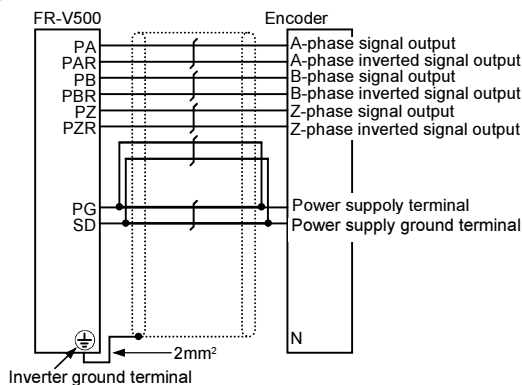 FR-V500
Encoder
PA
A-phase signal output
PAR
A-phase inverted signal output
PB
B-phase signal output
PBR
B-phase inverted signal output
PZ
Z-phase signal output
PZR
Z-phase inverted signal output
PG
Power suppoly terminal
SD
Power supply ground terminal
N
2mm²
Inverter ground terminal